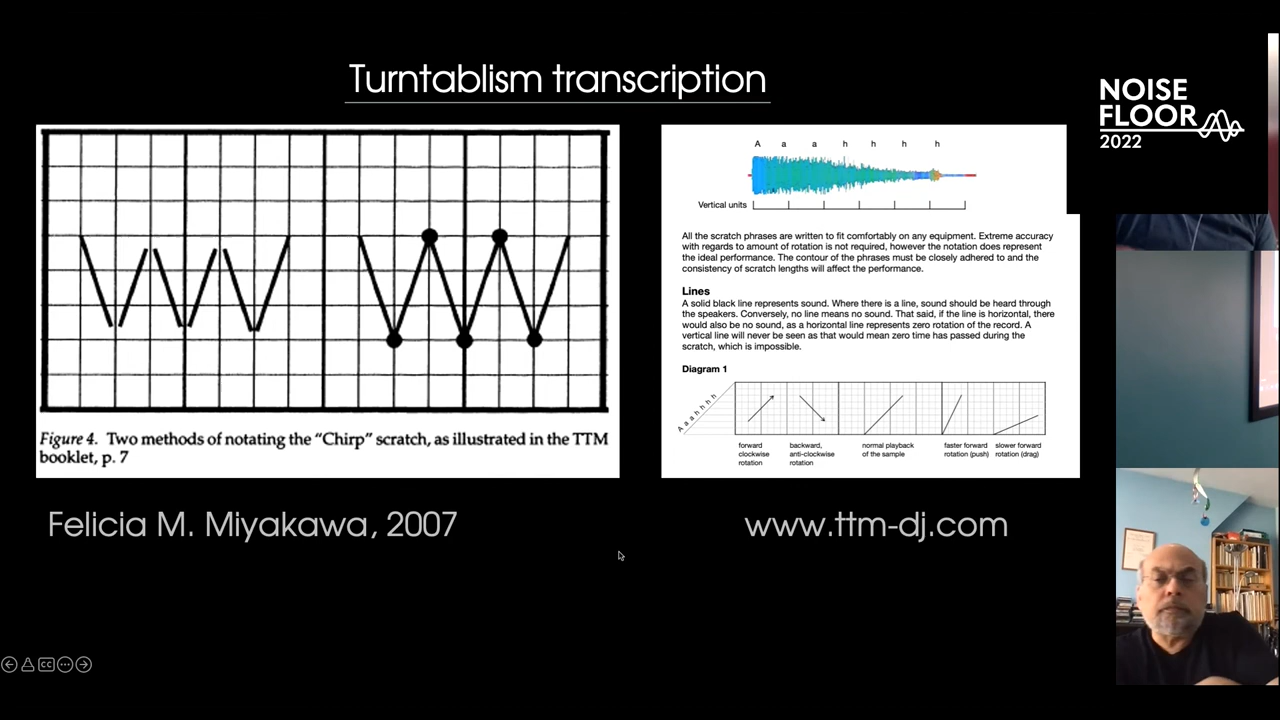 Turntablism transcription
NOISE
FLOOR
2022
Figure 4. Two methods of notating the “Chirp” scratch, as illustrated in the TTM
booklet, p. 7
A a a h h h h
Vertical units
All the scratch phrases are written to fit comfortably on any equipment. Extreme accuracy
with regards to amount of rotation is not required, however the notation does represent
the ideal performance. The contour of the phrases must be closely adhered to and the
consistency of scratch lengths will affect the performance.
Lines
A solid black line represents sound. Where there is a line, sound should be heard through
the speakers. Conversely, no line means no sound. That said, if the line is horizontal, there
would also be no sound, as a horizontal line represents zero rotation of the record. A
vertical line will never be seen as that would mean zero time has passed during the
scratch, which is impossible.
Diagram 1
A a a h h h h
forward
clockwise
rotation
backward,
anti-clockwise
rotation
normal playback
of the sample
faster forward
rotation (push)
slower forward
rotation (drag)
Felicia M. Miyakawa, 2007
www.ttm-dj.com
CC